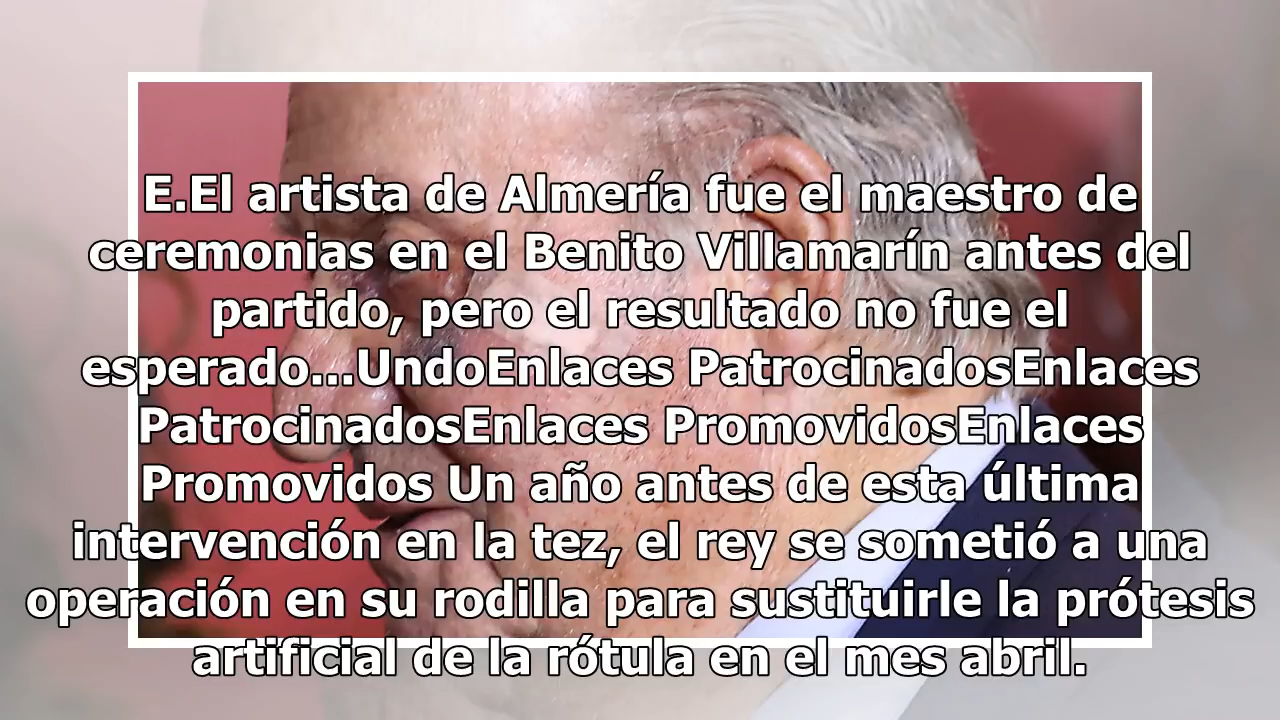 E.El artista de Almería fue el maestro de
ceremonias en el Benito Villamarín antes del
partido, pero el resultado no fue el
esperado...UndoEnlaces PatrocinadosEnlaces
PatrocinadosEnlaces PromovidosEnlaces
Promovidos Un año antes de esta última
intervención en la tez, el rey se sometió a una
operación en su rodilla para sustituirle la prótesis
artificial de la rótula en el mes abril.